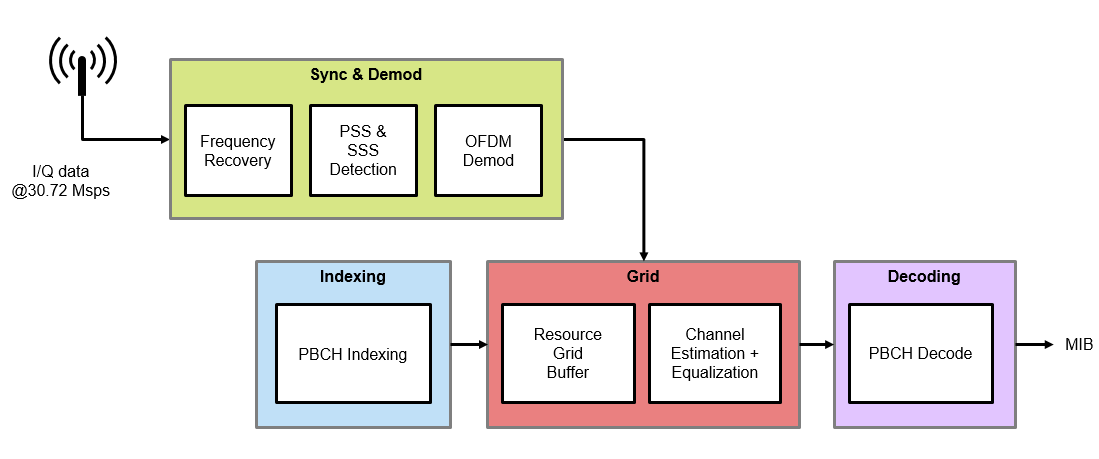 Sync & Demod
Frequency
Recovery
PSS &
SSS
Detection
OFDM
Demod
I/Q data
@30.72 Msps
Indexing
PBCH Indexing
Grid
Resource
Grid
Buffer
Channel
Estimation +
Equalization
Decoding
PBCH Decode
MIB